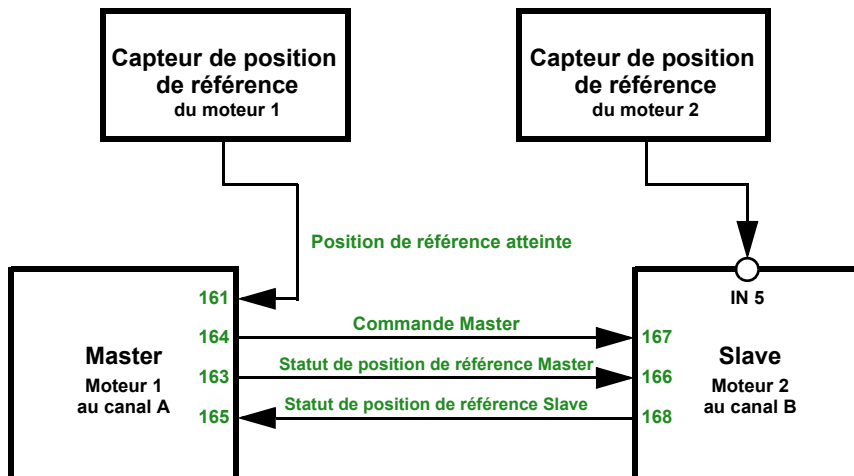 Capteur de position
de référence
du moteur 1
Capteur de position
de référence
du moteur 2
Position de référence atteinte
IN 5
161
164
Commande Master
167
Master
Moteur 1
au canal A
163
Statut de position de référence Master
166
165
Statut de position de référence Slave
168
Slave
Moteur 2
au canal B